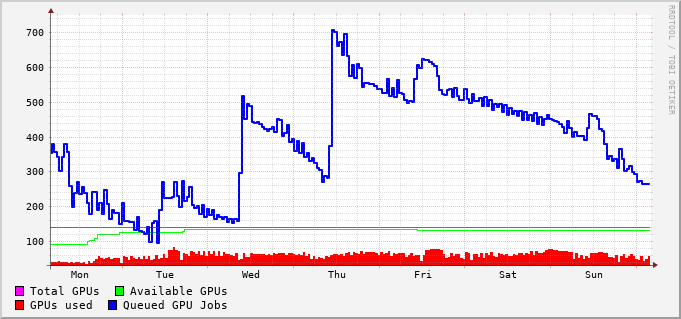 RRDTOOL / TOBI OETIKER
700
600
500
400
300
200
100
Mon Tue Wed Thu Fri Sat Sun
Total GPUs Available GPUs
GPUs used Queued GPU Jobs